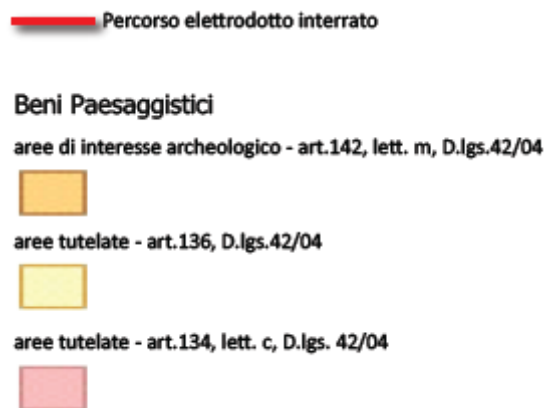 Percorso elettrodotto interrato
Beni Paesaggistici
aree di interesse archeologico - art.142, lett. m, D.lgs.42/04
aree tutelate - art.136, D.lgs.42/04
aree tutelate - art.134, lett. c, D.lgs. 42/04